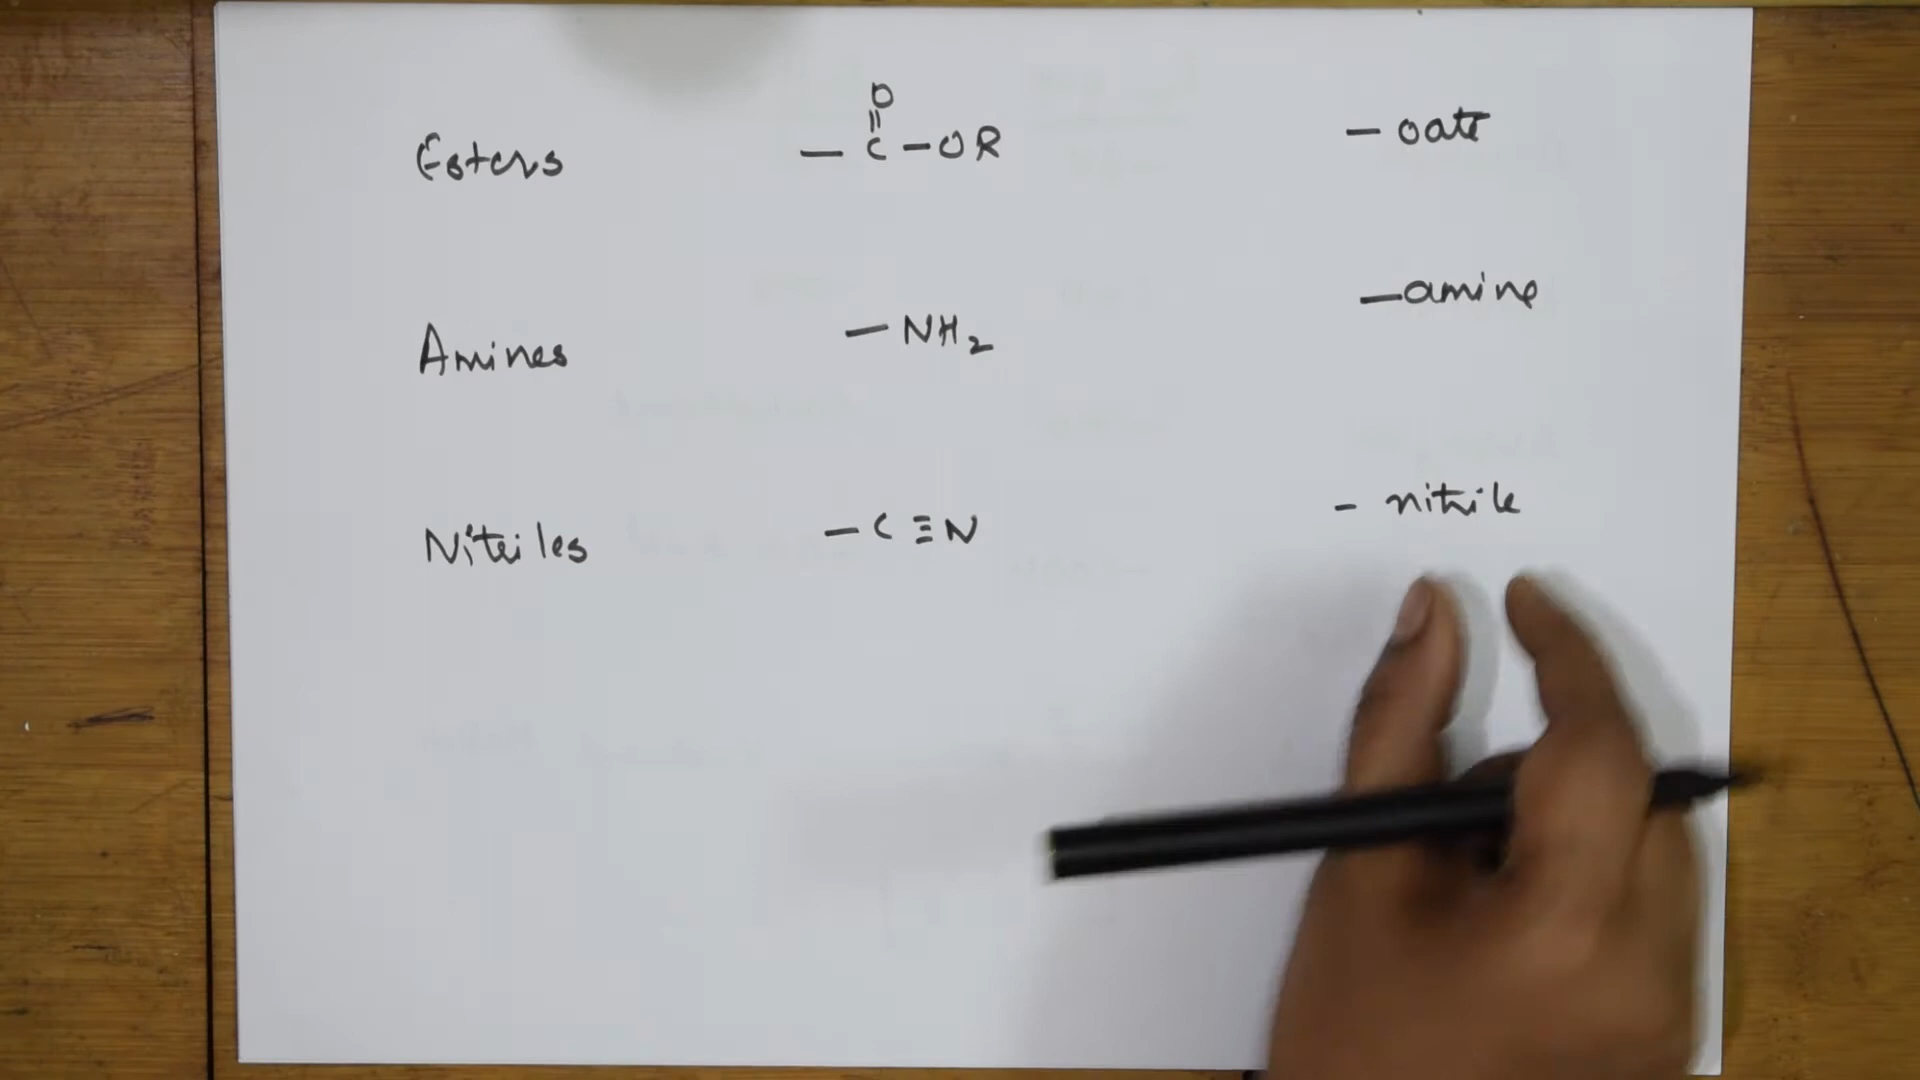 Esters — C(=O) — OR — oate
Amines — NH₂ — amine
Nitriles — C ≡ N - nitrile